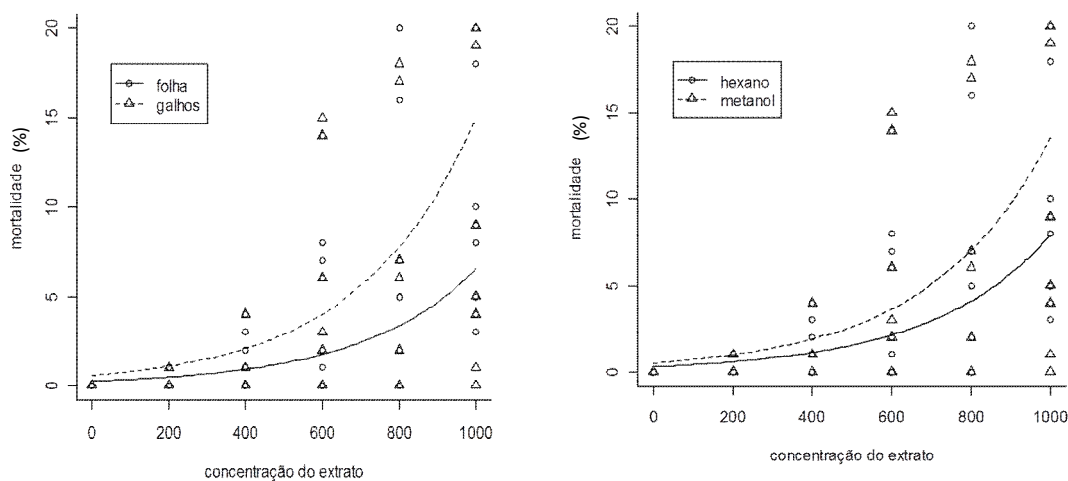 20
15
10
5
0
mortalidade (%)
folha
galhos
0 200 400 600 800 1000
concentração do extrato
20
15
10
5
0
mortalidade (%)
hexano
metanol
0 200 400 600 800 1000
concentração do extrato